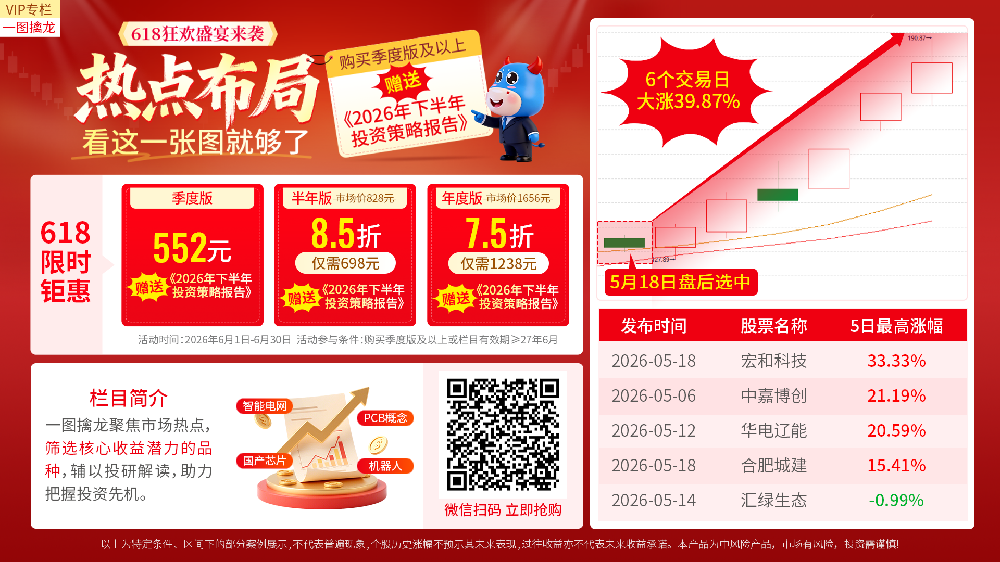 VIP专栏
一图擒龙
618狂欢盛宴来袭
热点布局
看这一张图就够了
购买季度版及以上
赠送
《2026年下半年
投资策略报告》
618
限时
钜惠
季度版
552元
赠送
《2026年下半年
投资策略报告》
半年版 市场价828元
8.5折
仅需698元
赠送
《2026年下半年
投资策略报告》
年度版 市场价1656元
7.5折
仅需1238元
赠送
《2026年下半年
投资策略报告》
活动时间：2026年6月1日-6月30日 活动参与条件：购买季度版及以上或栏目有效期≥27年6月
栏目简介
一图擒龙聚焦市场热点，
筛选核心收益潜力的品
种，辅以投研解读，助力
把握投资先机。
智能电网
PCB概念
国产芯片
机器人
微信扫码 立即抢购
6个交易日
大涨39.87%
190.87
127.89
5月18日盘后选中
发布时间 股票名称 5日最高涨幅
2026-05-18 宏和科技 33.33%
2026-05-06 中嘉博创 21.19%
2026-05-12 华电辽能 20.59%
2026-05-18 合肥城建 15.41%
2026-05-14 汇绿生态 -0.99%
以上为特定条件、区间下的部分案例展示，不代表普遍现象，个股历史涨幅不预示其未来表现，过往收益亦不代表未来收益承诺。本产品为中风险产品，市场有风险，投资需谨慎!